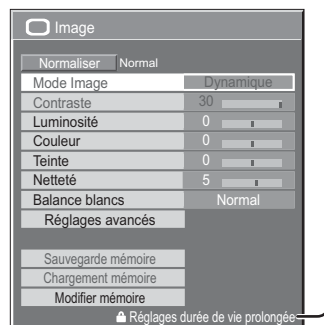 Image
Normaliser Normal
Mode Image Dynamique
Contraste 30
Luminosité 0
Couleur 0
Teinte 0
Netteté 5
Balance blancs Normal
Réglages avancés
Sauvegarde mémoire
Chargement mémoire
Modifier mémoire
Réglages durée de vie prolongée